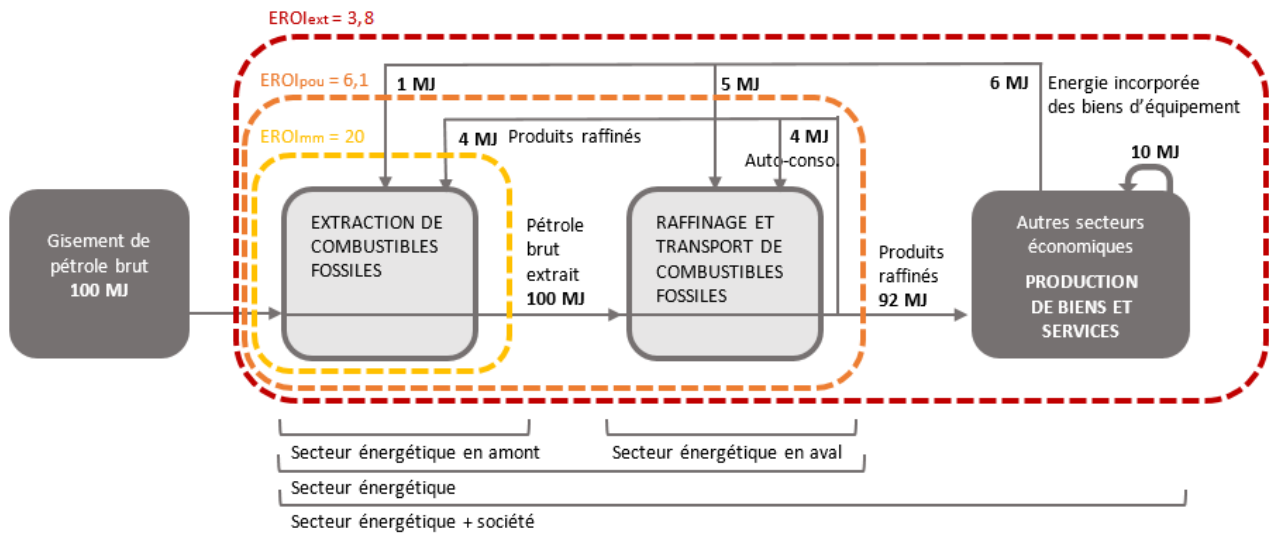 EROIext = 3,8
EROIpou = 6,1
EROImm = 20
1 MJ
5 MJ
6 MJ
Energie incorporée
des biens d’équipement
4 MJ
Produits raffinés
4 MJ
Auto-conso.
10 MJ
Gisement de
pétrole brut
100 MJ
EXTRACTION DE
COMBUSTIBLES
FOSSILES
Pétrole
brut
extrait
100 MJ
RAFFINAGE ET
TRANSPORT DE
COMBUSTIBLES
FOSSILES
Produits
raffinés
92 MJ
Autres secteurs
économiques
PRODUCTION
DE BIENS ET
SERVICES
Secteur énergétique en amont
Secteur énergétique en aval
Secteur énergétique
Secteur énergétique + société